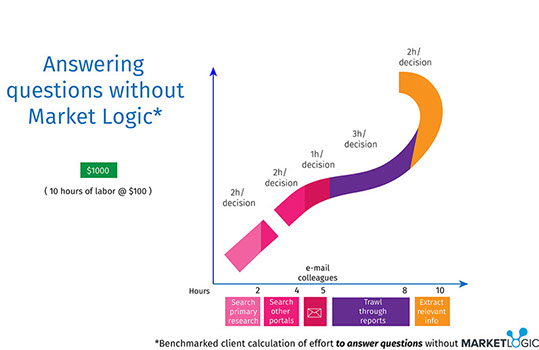 Answering
questions without
Market Logic*
$1000
( 10 hours of labor @ $100 )
2h/
decision
2h/
decision
1h/
decision
3h/
decision
2h/
decision
e-mail
colleagues
Hours 2 4 5 8 10
Search
primary
research
Search
other
portals
Trawl
through
reports
Extract
relevant
info
*Benchmarked client calculation of effort to answer questions without MARKETLOGIC